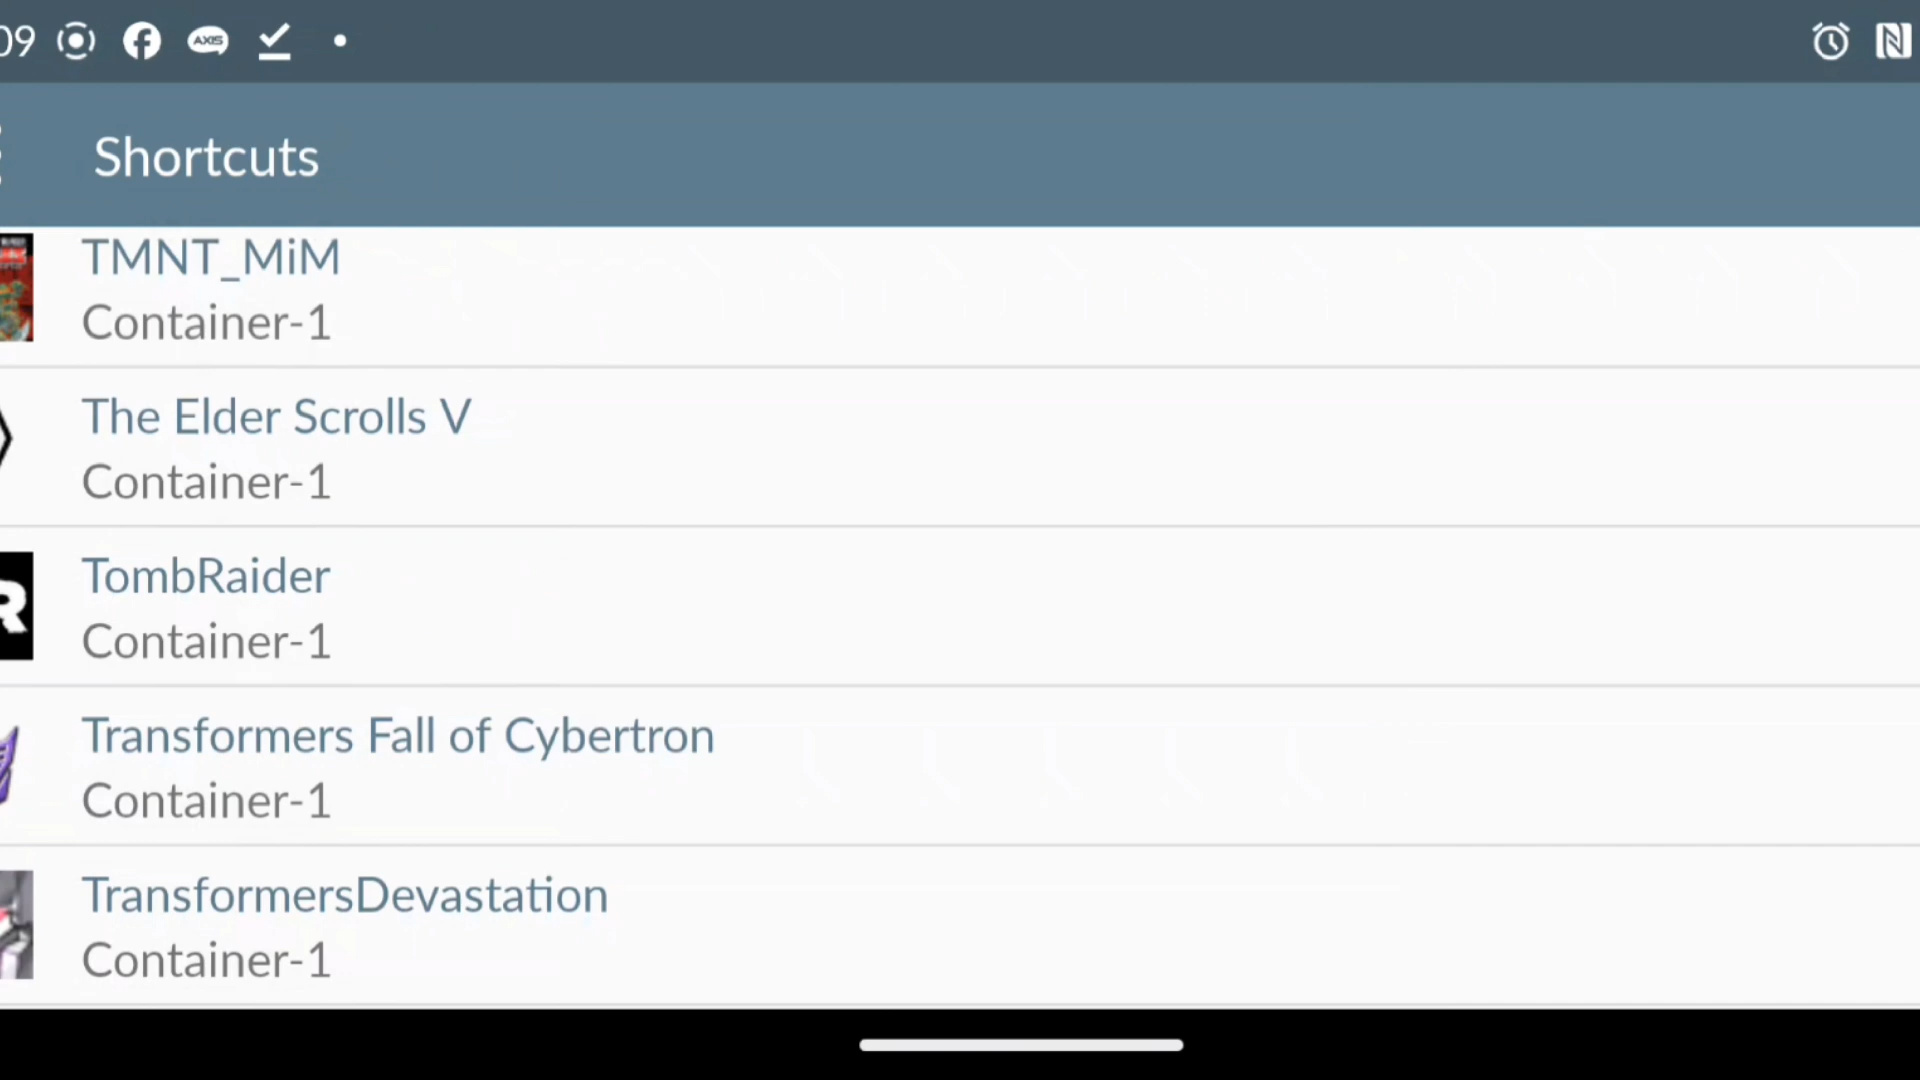 09 AXIS
Shortcuts
TMNT_MiM
Container-1
The Elder Scrolls V
Container-1
R
TombRaider
Container-1
Transformers Fall of Cybertron
Container-1
TransformersDevastation
Container-1